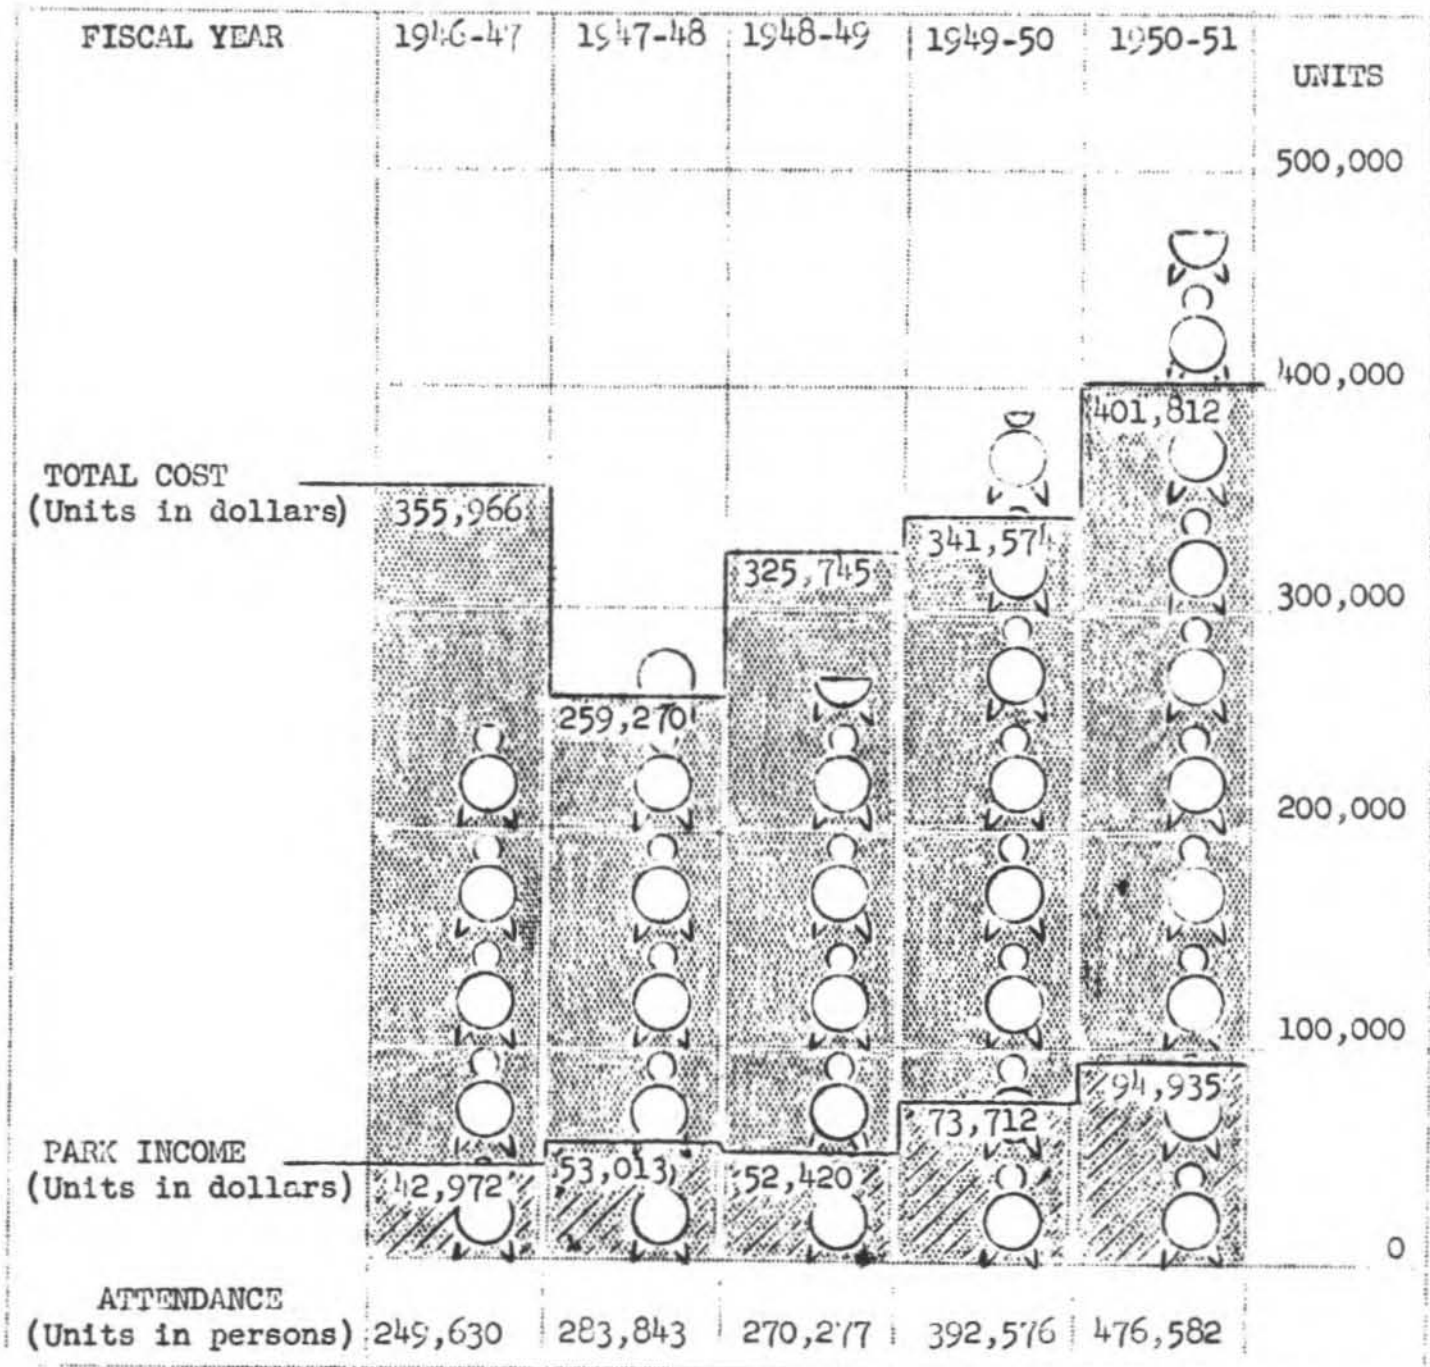 FISCAL YEAR 1946-47 1947-48 1948-49 1949-50 1950-51
UNITS
500,000
400,000
401,812
TOTAL COST
(Units in dollars)
355,966
341,57
325,745
300,000
259,270
200,000
100,000
94,935
73,712
PARK INCOME
(Units in dollars)
42,972
53,013
52,420
0
ATTENDANCE
(Units in persons) 249,630 283,843 270,277 392,576 476,582